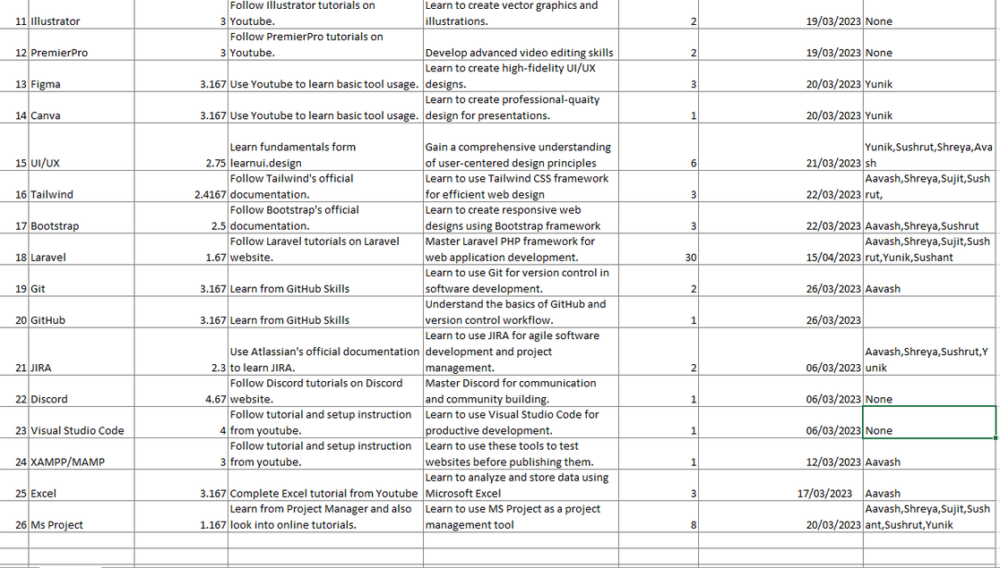 Follow Illustrator tutorials on Learn to create vector graphics and
11 Illustrator 3 Youtube. illustrations. 2 19/03/2023 None
Follow PremierPro tutorials on
12 PremierPro 3 Youtube. Develop advanced video editing skills 2 19/03/2023 None
Learn to create high-fidelity UI/UX
13 Figma 3.167 Use Youtube to learn basic tool usage. designs. 3 20/03/2023 Yunik
Learn to create professional-quaity
14 Canva 3.167 Use Youtube to learn basic tool usage. design for presentations. 1 20/03/2023 Yunik
Learn fundamentals form Gain a comprehensive understanding Yunik,Sushrut,Shreya,Ava
15 UI/UX 2.75 learnui.design of user-centered design principles 6 21/03/2023 sh
Follow Tailwind's official Learn to use Tailwind CSS framework Aavash,Shreya,Sujit,Sush
16 Tailwind 2.4167 documentation. for efficient web design 3 22/03/2023 rut,
Follow Bootstrap's official Learn to create responsive web
17 Bootstrap 2.5 documentation. designs using Bootstrap framework 3 22/03/2023 Aavash,Shreya,Sushrut
Follow Laravel tutorials on Laravel Master Laravel PHP framework for Aavash,Shreya,Sujit,Sush
18 Laravel 1.67 website. web application development. 30 15/04/2023 rut,Yunik,Sushant
Learn to use Git for version control in
19 Git 3.167 Learn from GitHub Skills software development. 2 26/03/2023 Aavash
Understand the basics of GitHub and
20 GitHub 3.167 Learn from GitHub Skills version control workflow. 1 26/03/2023
Learn to use JIRA for agile software
Use Atlassian's official documentation development and project Aavash,Shreya,Sushrut,Y
21 JIRA 2.3 to learn JIRA. management. 2 06/03/2023 unik
Follow Discord tutorials on Discord Master Discord for communication
22 Discord 4.67 website. and community building. 1 06/03/2023 None
Follow tutorial and setup instruction Learn to use Visual Studio Code for
23 Visual Studio Code 4 from youtube. productive development. 1 06/03/2023 None
Follow tutorial and setup instruction Learn to use these tools to test
24 XAMPP/MAMP 3 from youtube. websites before publishing them. 1 12/03/2023 Aavash
Learn to analyze and store data using
25 Excel 3.167 Complete Excel tutorial from Youtube Microsoft Excel 3 17/03/2023 Aavash
Learn from Project Manager and also Learn to use MS Project as a project Aavash,Shreya,Sujit,Sush
26 Ms Project 1.167 look into online tutorials. management tool 8 20/03/2023 ant,Sushrut,Yunik